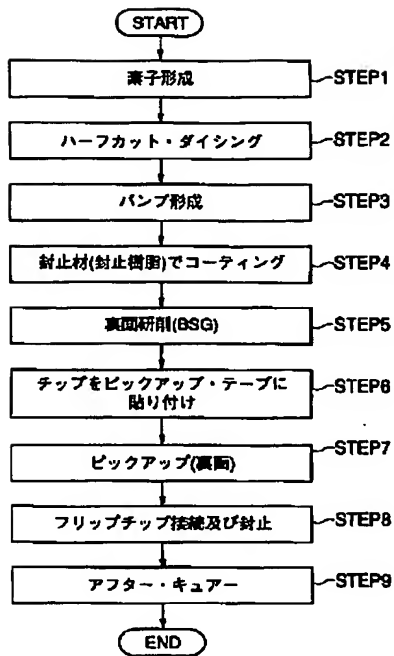 START
素子形成
STEP1
ハーフカット・ダイシング
STEP2
バンプ形成
STEP3
封止材(封止樹脂)でコーティング
STEP4
裏面研削(BSG)
STEP5
チップをピックアップ・テープに
貼り付け
STEP6
ピックアップ(裏面)
STEP7
フリップチップ接続及び封止
STEP8
アフター・キュアー
STEP9
END